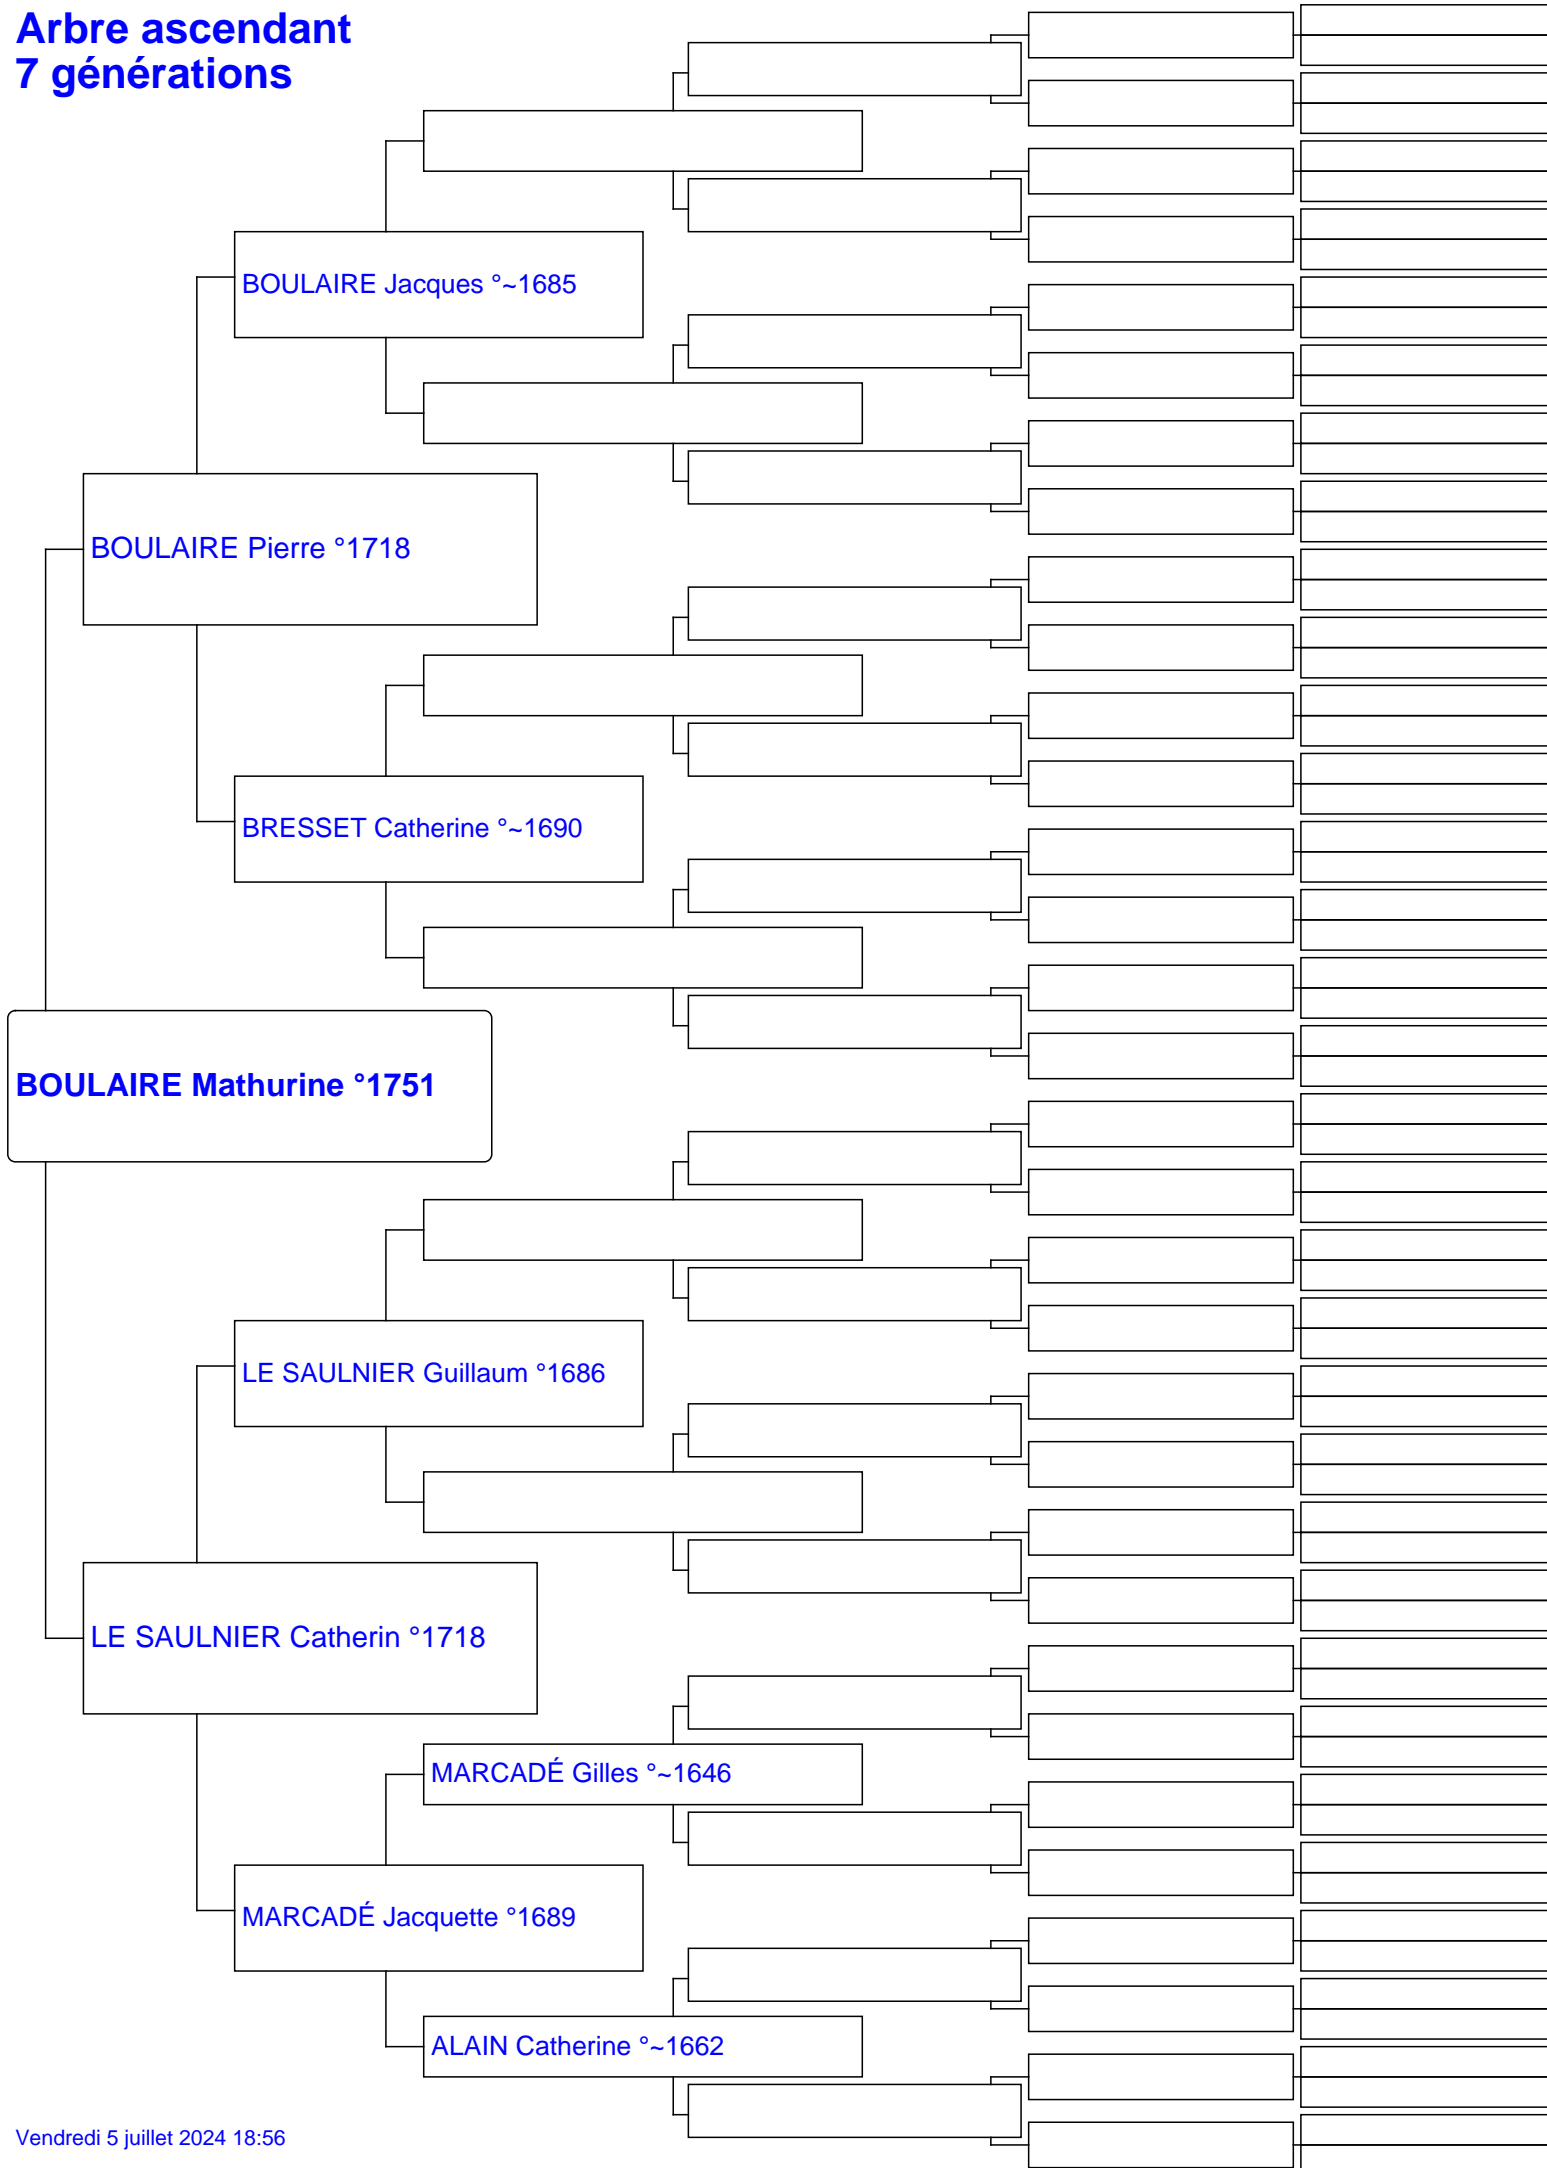 Arbre ascendant
7 générations
BOULAIRE Jacques °~1685
BOULAIRE Pierre °1718
BRESSET Catherine °~1690
BOULAIRE Mathurine °1751
LE SAULNIER Guillaum °1686
LE SAULNIER Catherin °1718
MARCADÉ Gilles °~1646
MARCADÉ Jacquette °1689
ALAIN Catherine °~1662
Vendredi 5 juillet 2024 18:56